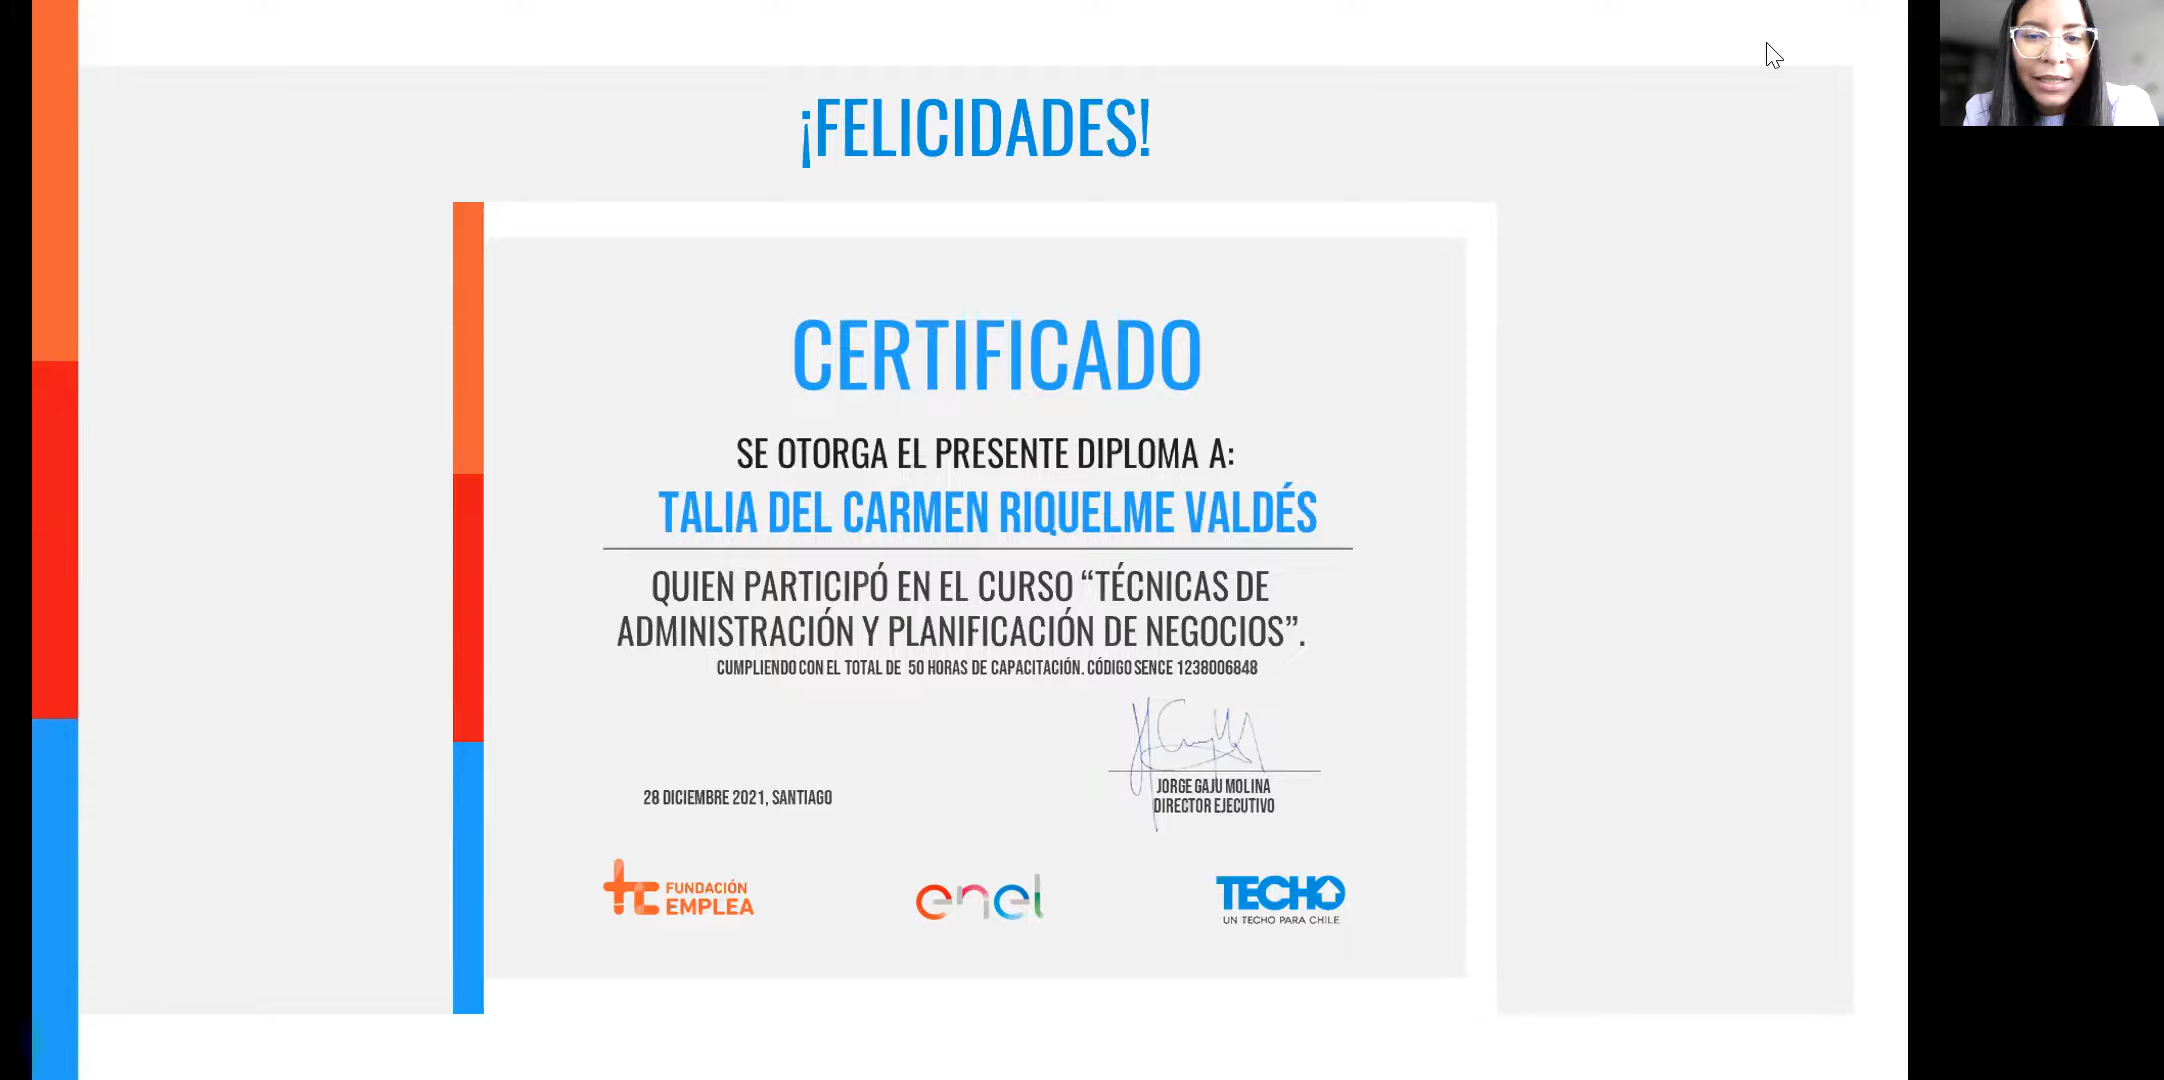 ¡FELICIDADES!
CERTIFICADO
SE OTORGA EL PRESENTE DIPLOMA A:
TALIA DEL CARMEN RIQUELME VALDÉS
QUIEN PARTICIPÓ EN EL CURSO “TÉCNICAS DE
ADMINISTRACIÓN Y PLANIFICACIÓN DE NEGOCIOS”.
CUMPLIENDO CON EL TOTAL DE 50 HORAS DE CAPACITACIÓN. CÓDIGO SENCE 1238006848
28 DICIEMBRE 2021, SANTIAGO
JORGE GAJU MOLINA
DIRECTOR EJECUTIVO
FUNDACIÓN
EMPLEA
enel
TECHO
UN TECHO PARA CHILE